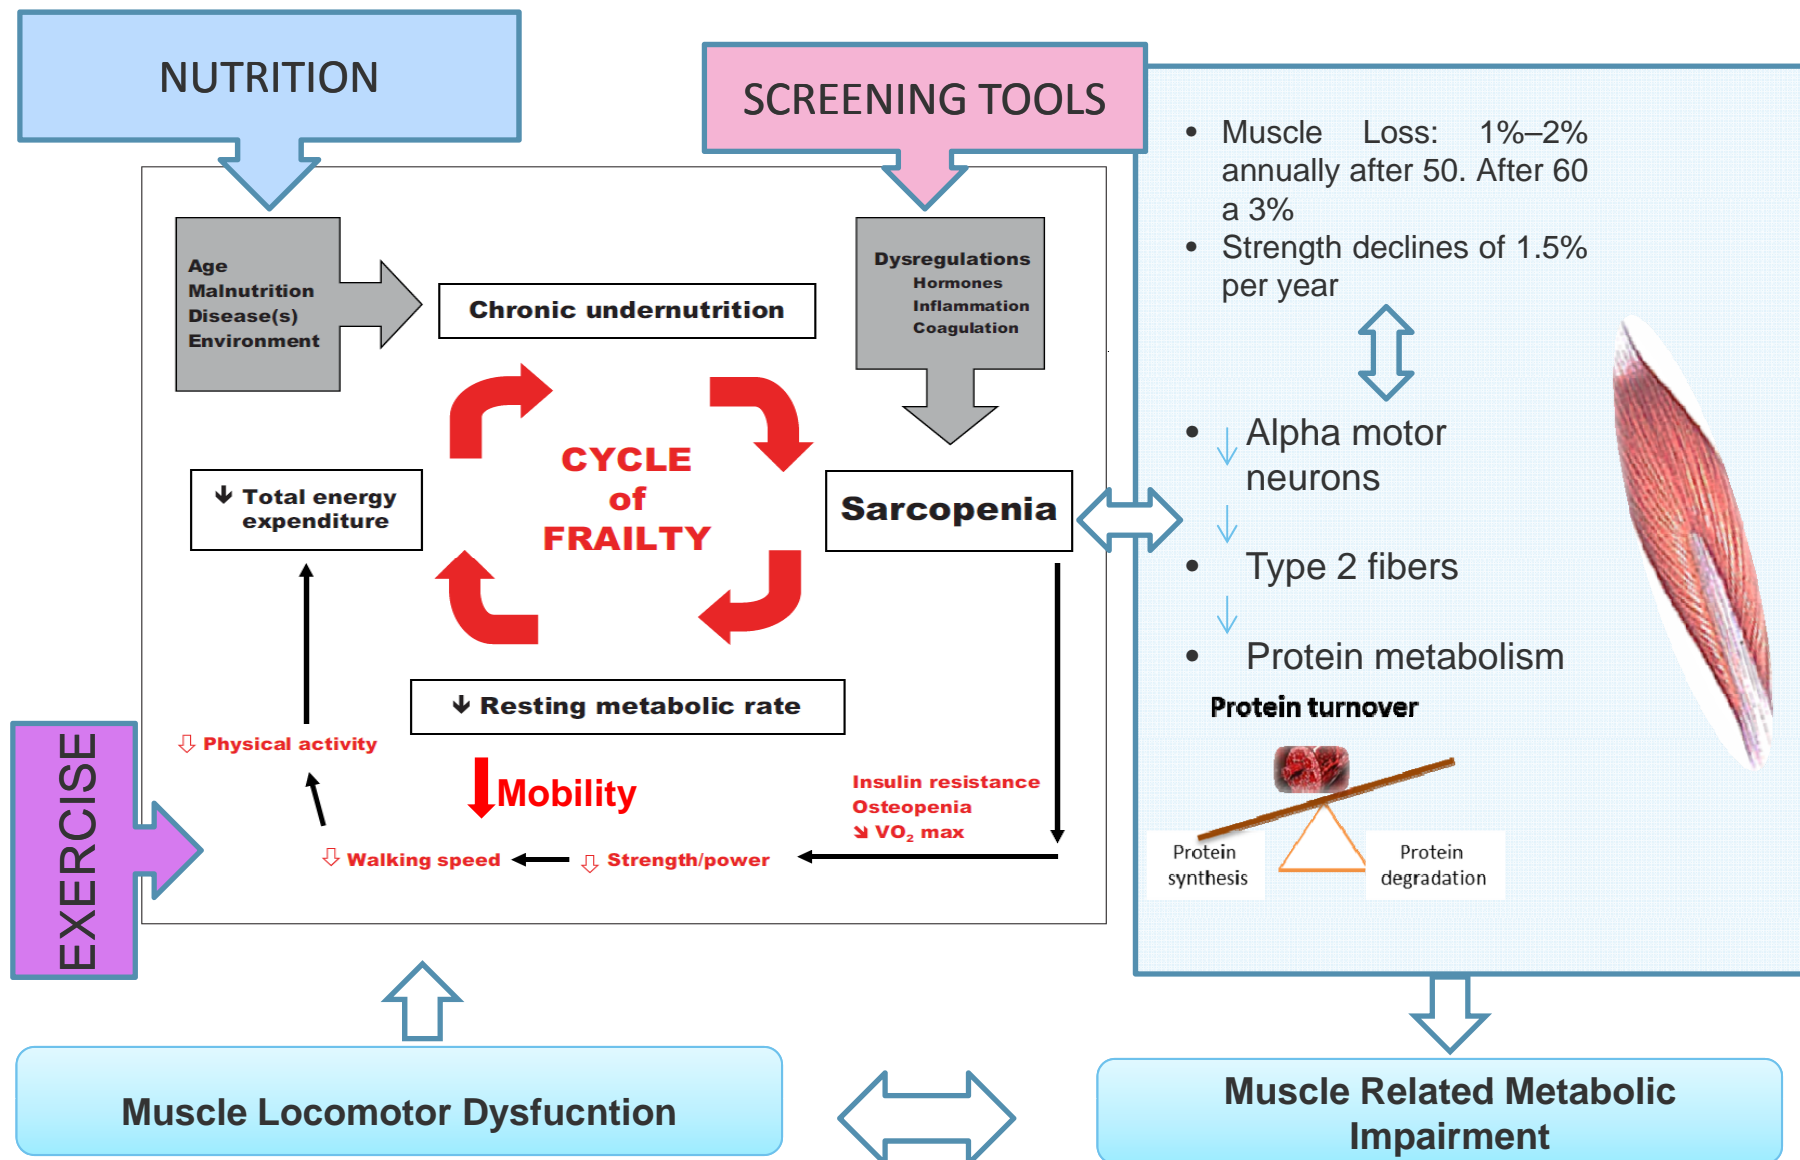 NUTRITION
SCREENING TOOLS
Age
Malnutrition
Disease(s)
Environment
Chronic undernutrition
Dysregulations
Hormones
Inflammation
Coagulation
CYCLE
of
FRAILTY
↓ Total energy
expenditure
Sarcopenia
↓ Resting metabolic rate
⇩ Physical activity
Mobility
Insulin resistance
Osteopenia
↘ VO₂ max
⇩ Walking speed
⇩ Strength/power
EXERCISE
• Muscle Loss: 1%–2%
annually after 50. After 60
a 3%
• Strength declines of 1.5%
per year
• ↓ Alpha motor
neurons
• ↓ Type 2 fibers
• ↓ Protein metabolism
Protein turnover
Protein
synthesis
Protein
degradation
Muscle Locomotor Dysfucntion
Muscle Related Metabolic
Impairment